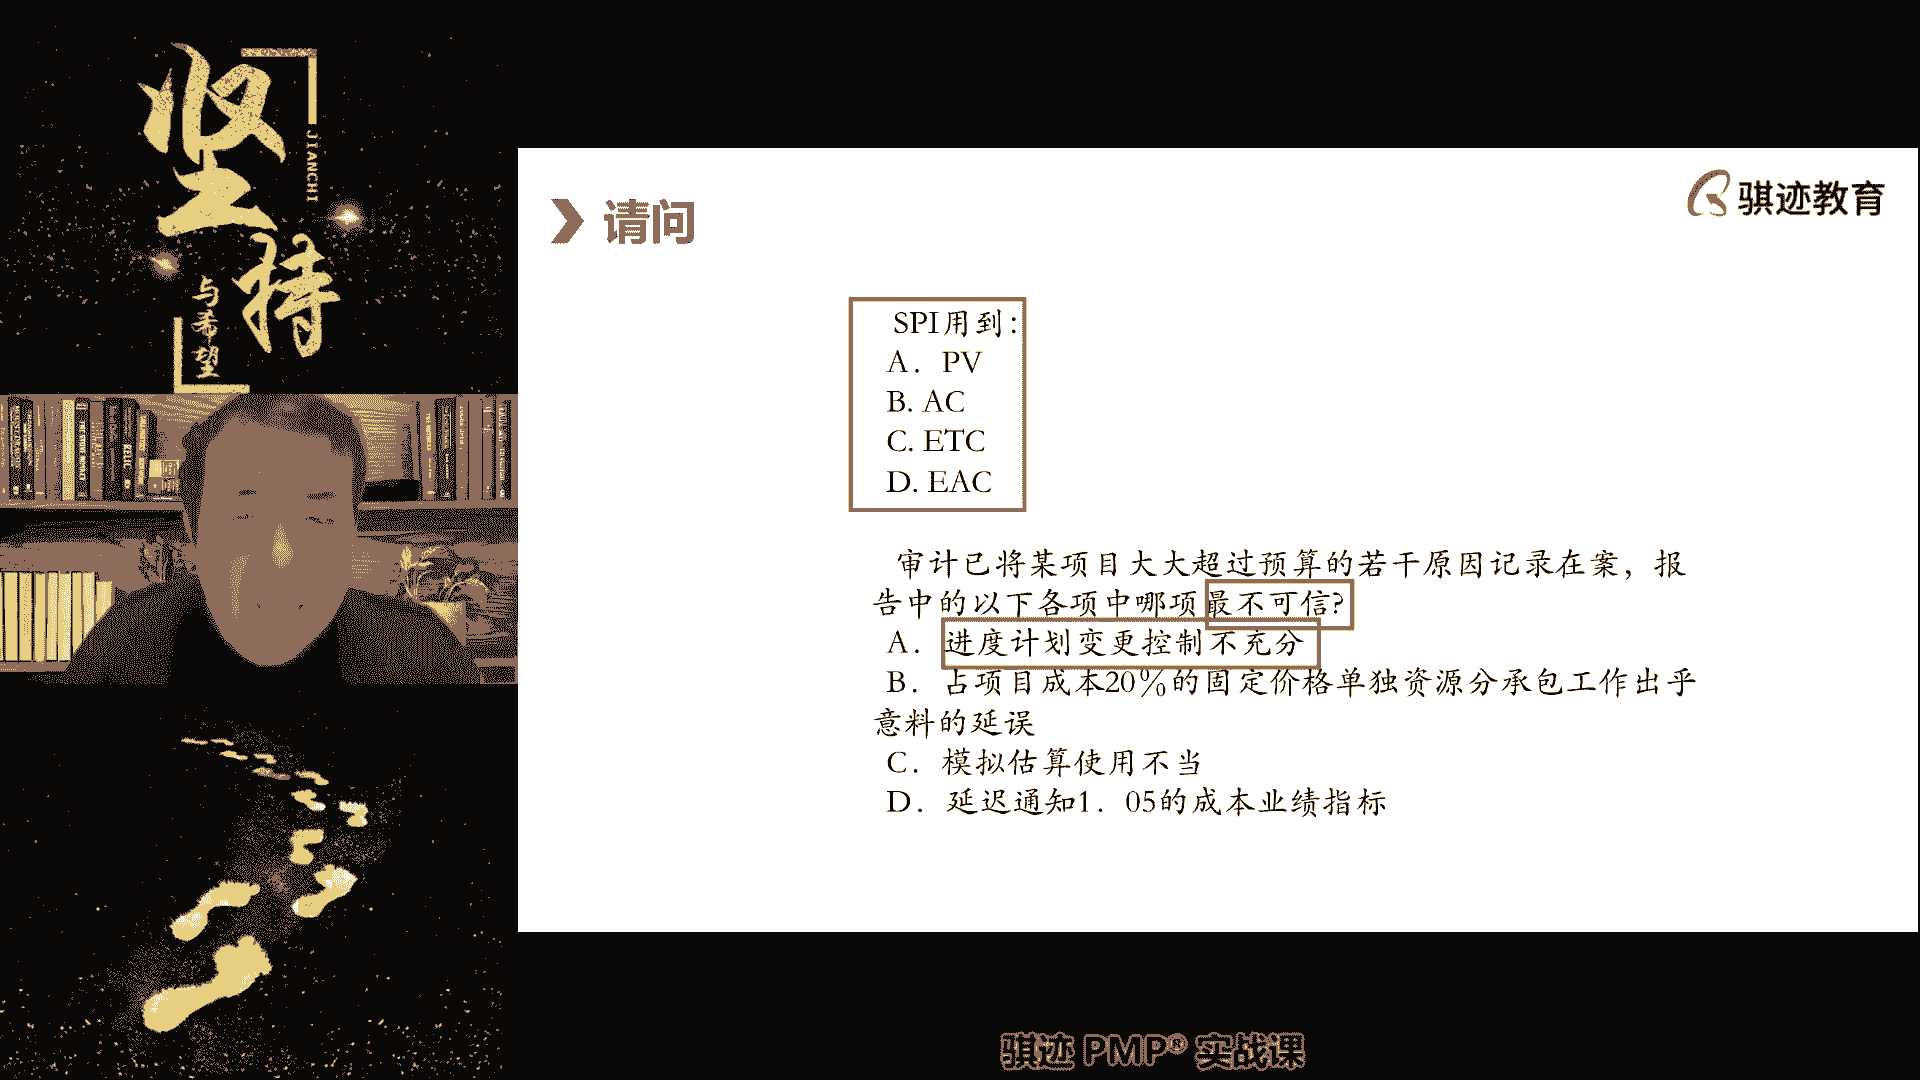 坚持
JIANCHI
与希望
骐迹教育
请问
SPI用到：
A．PV
B. AC
C. ETC
D. EAC
审计已将某项目大大超过预算的若干原因记录在案，报
告中的以下各项中哪项最不可信?
A．进度计划变更控制不充分
B．占项目成本20％的固定价格单独资源分承包工作出乎
意料的延误
C．模拟估算使用不当
D．延迟通知1．05的成本业绩指标
骐迹 PMP® 实战课